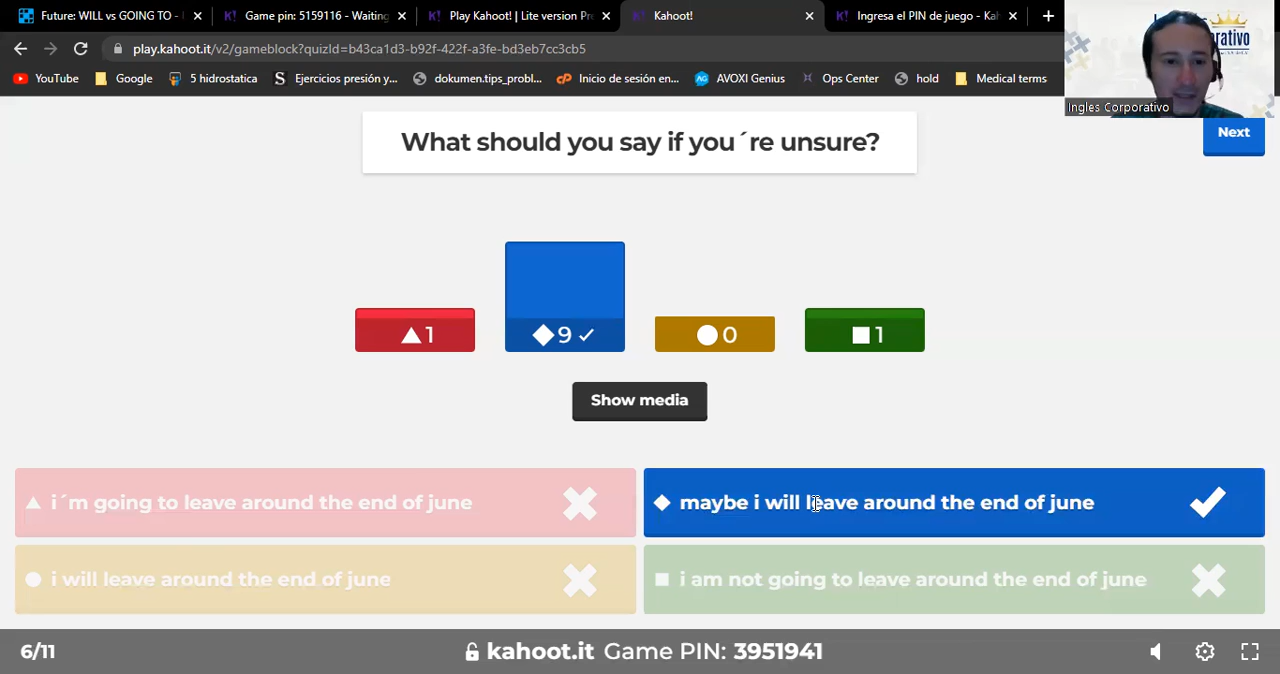 Future: WILL vs GOING TO -
Game pin: 5159116 - Waiting
Play Kahoot! | Lite version Pre
Kahoot!
Ingresa el PIN de juego - Kah
play.kahoot.it/v2/gameblock?quizId=b43ca1d3-b92f-422f-a3fe-bd3eb7cc3cb5
YouTube
Google
5 hidrostatica
Ejercicios presión y...
dokumen.tips_probl...
Inicio de sesión en...
AVOXI Genius
Ops Center
hold
Medical terms
Ingles Corporativo
What should you say if you´re unsure?
Next
1
9
0
1
Show media
i´m going to leave around the end of june
maybe i will leave around the end of june
i will leave around the end of june
i am not going to leave around the end of june
6/11
kahoot.it Game PIN: 3951941